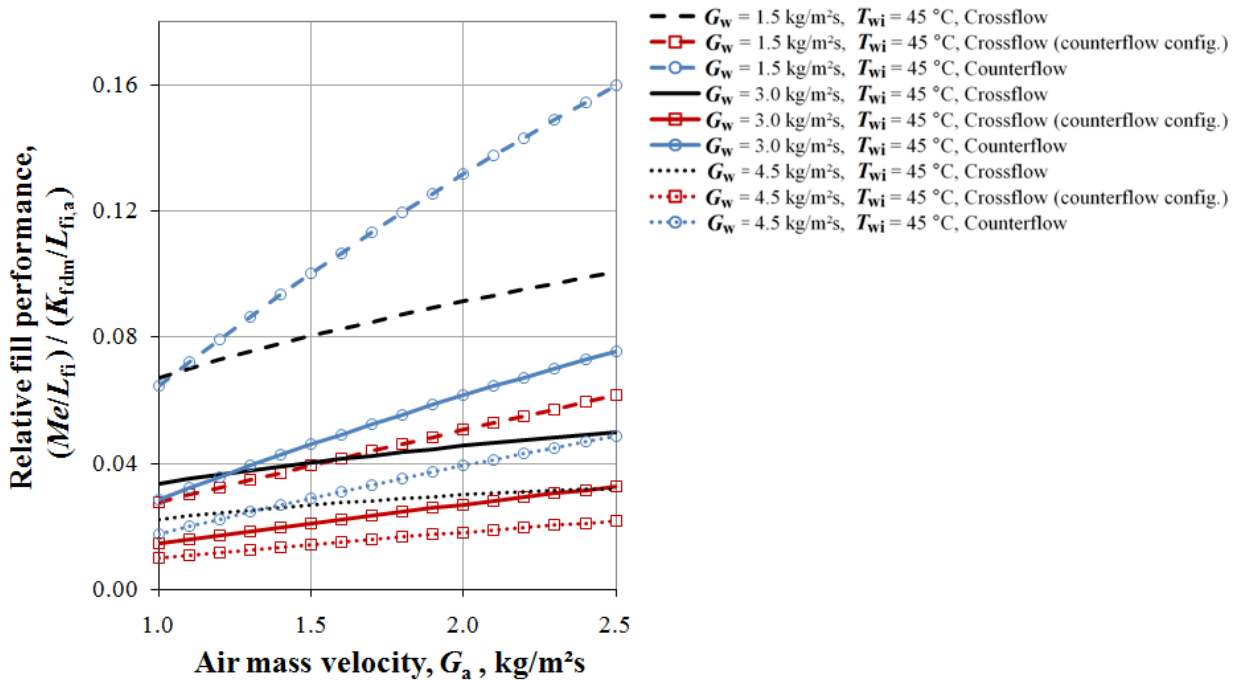 Relative fill performance,
(Me/Lfi) / (Kfdm/Lfi,a)
0.16
0.12
0.08
0.04
0.00
1.0 1.5 2.0 2.5
Air mass velocity, Ga , kg/m²s
Gw = 1.5 kg/m²s, Twi = 45 °C, Crossflow
Gw = 1.5 kg/m²s, Twi = 45 °C, Crossflow (counterflow config.)
Gw = 1.5 kg/m²s, Twi = 45 °C, Counterflow
Gw = 3.0 kg/m²s, Twi = 45 °C, Crossflow
Gw = 3.0 kg/m²s, Twi = 45 °C, Crossflow (counterflow config.)
Gw = 3.0 kg/m²s, Twi = 45 °C, Counterflow
Gw = 4.5 kg/m²s, Twi = 45 °C, Crossflow
Gw = 4.5 kg/m²s, Twi = 45 °C, Crossflow (counterflow config.)
Gw = 4.5 kg/m²s, Twi = 45 °C, Counterflow